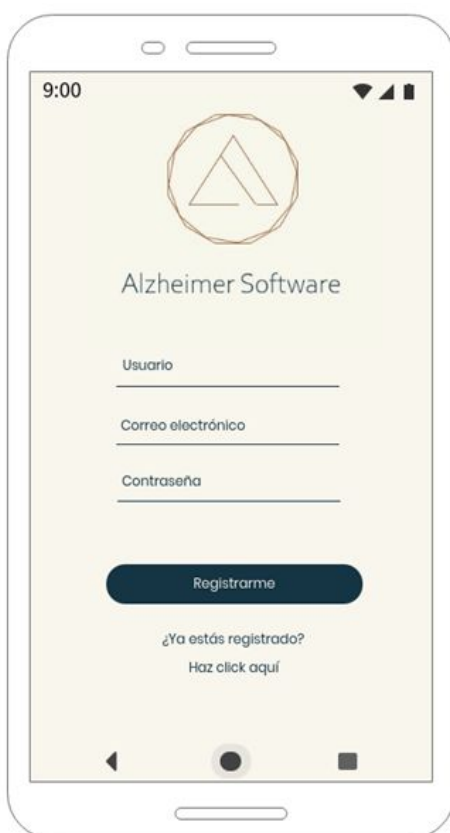 9:00
Alzheimer Software
Usuario
Correo electrónico
Contraseña
Registrarme
¿Ya estás registrado?
Haz click aquí